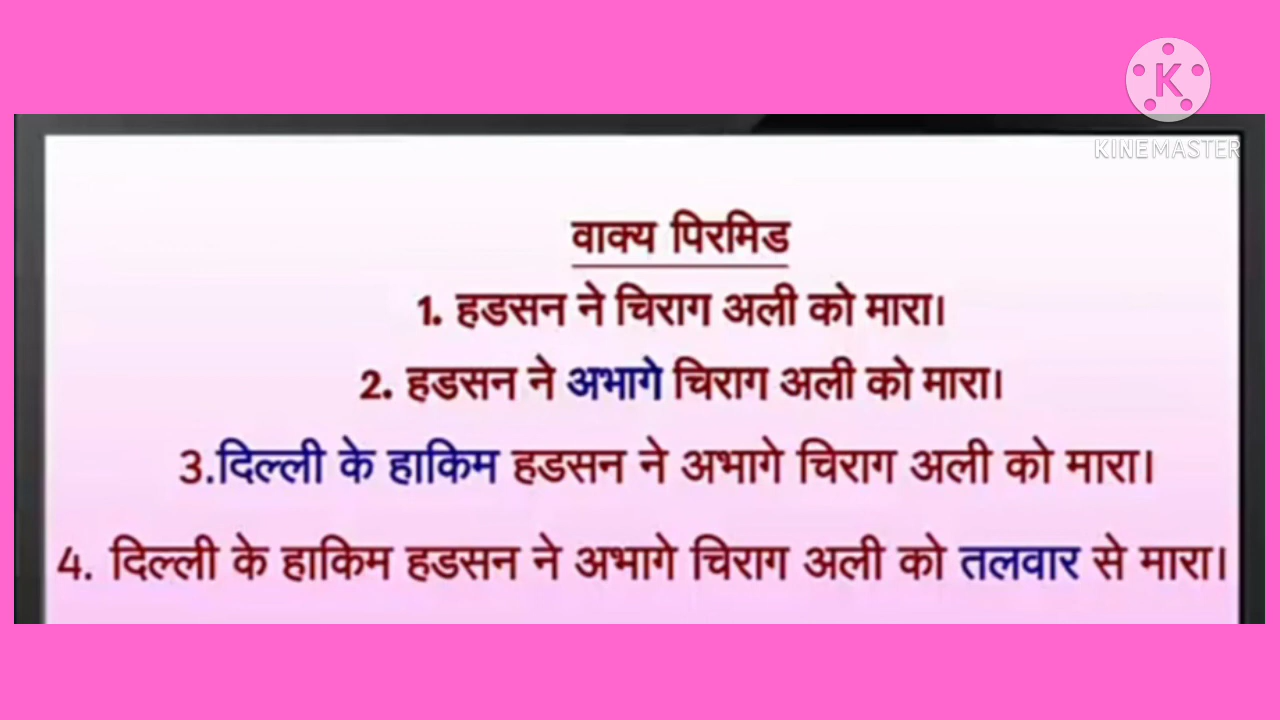 K
KINEMASTER
वाक्य पिरमिड
1. हडसन ने चिराग अली को मारा।
2. हडसन ने अभागे चिराग अली को मारा।
3.दिल्ली के हाकिम हडसन ने अभागे चिराग अली को मारा।
4. दिल्ली के हाकिम हडसन ने अभागे चिराग अली को तलवार से मारा।